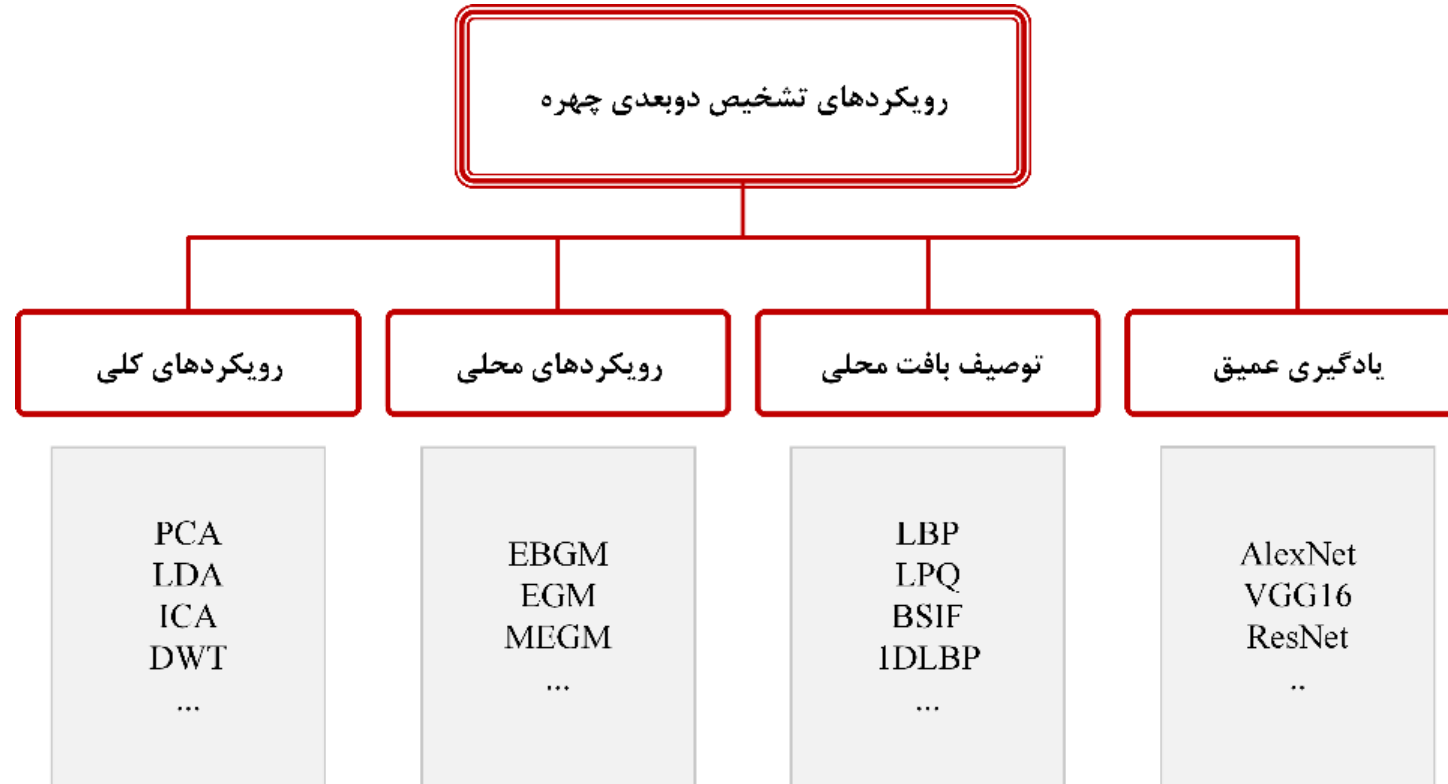 رویکردهای تشخیص دوبعدی چهره
رویکردهای کلی
رویکردهای محلی
توصیف بافت محلی
یادگیری عمیق
PCA
LDA
ICA
DWT
...
EBGM
EGM
MEGM
...
LBP
LPQ
BSIF
1DLBP
...
AlexNet
VGG16
ResNet
..